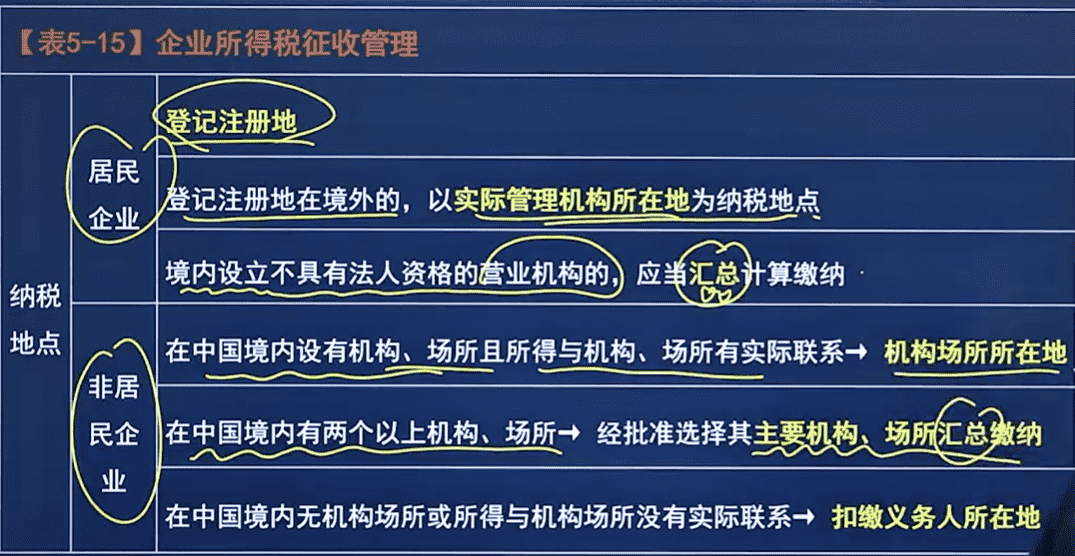 【表5-15】企业所得税征收管理
纳税
地点
居民
企业
登记注册地
登记注册地在境外的，以实际管理机构所在地为纳税地点
境内设立不具有法人资格的营业机构的，应当汇总计算缴纳
非居
民企
业
在中国境内设有机构、场所且所得与机构、场所有实际联系→ 机构场所所在地
在中国境内有两个以上机构、场所→ 经批准选择其主要机构、场所汇总缴纳
在中国境内无机构场所或所得与机构场所没有实际联系→ 扣缴义务人所在地